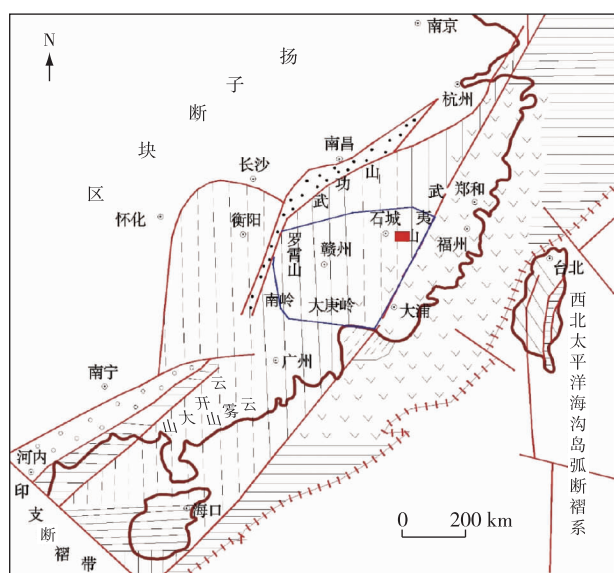 南京
N
扬
子
断
块
区
杭州
南昌
长沙
武
功
山
怀化
衡阳
武
夷
山
郑和
石城
罗霄山
赣州
福州
台北
南岭
大庾岭
大浦
西北太平洋海沟岛弧断褶系
广州
南宁
云
开
大
山
云
雾
山
河内
海口
印
支
断
褶
带
0 200 km